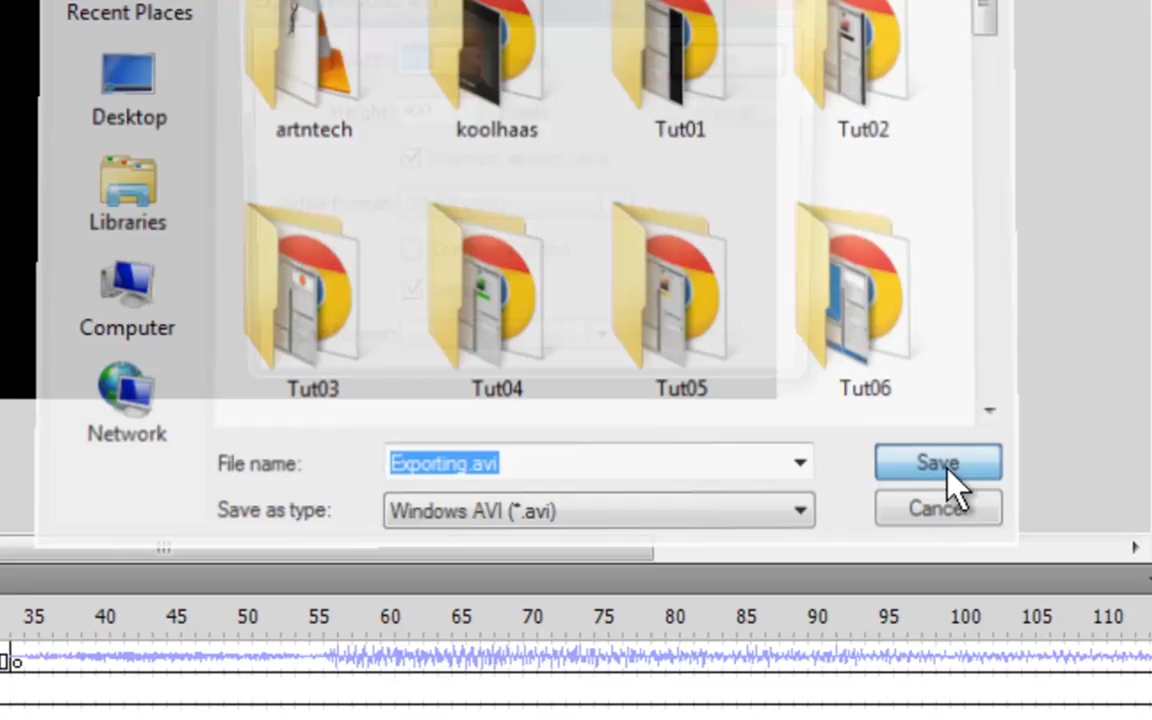 Recent Places
Desktop
Libraries
Computer
Network
artntech koolhaas Tut01 Tut02
Tut03 Tut04 Tut05 Tut06
File name: Exporting.avi Save
Save as type: Windows AVI (*.avi) Cancel
35 40 45 50 55 60 65 70 75 80 85 90 95 100 105 110